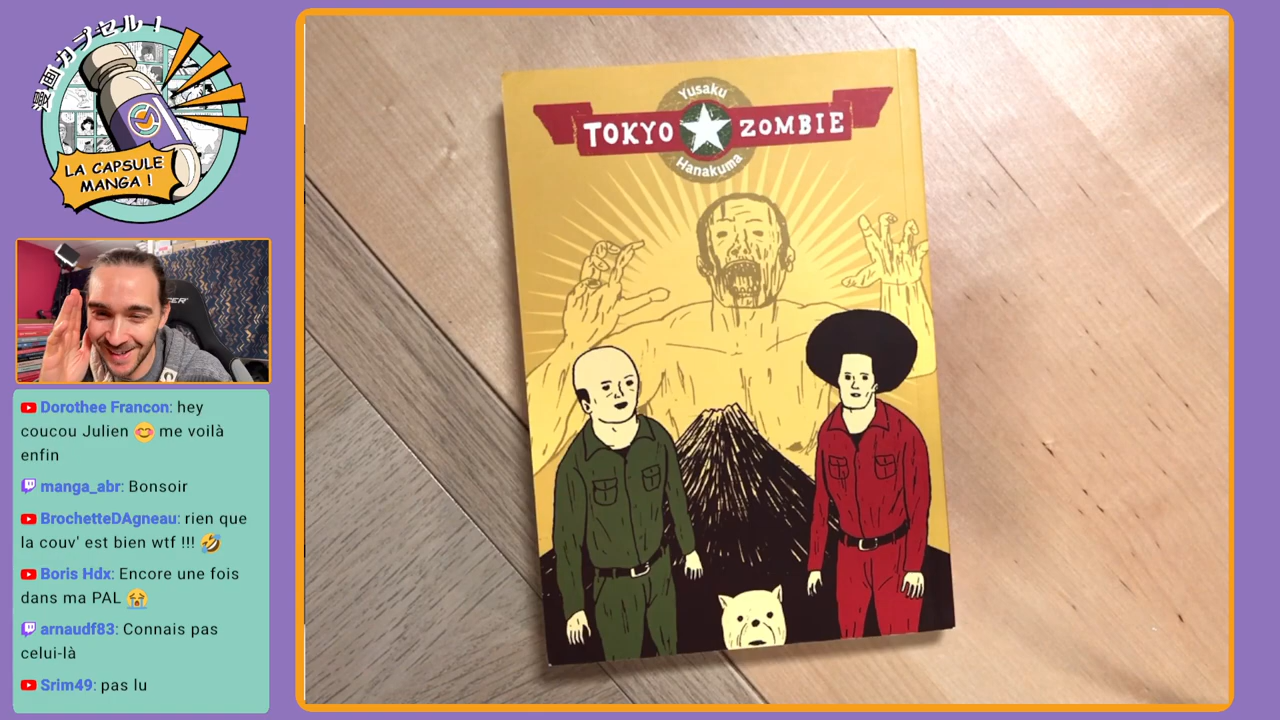 漫画カプセル！
LA CAPSULE
MANGA !
Yusaku
TOKYO ZOMBIE
Hanakuma
Dorothee Francon: hey
coucou Julien 😊 me voilà
enfin
manga_abr: Bonsoir
BrochetteDAgneau: rien que
la couv' est bien wtf !!! 🤣
Boris Hdx: Encore une fois
dans ma PAL 😭
arnaudf83: Connais pas
celui-là
Srim49: pas lu